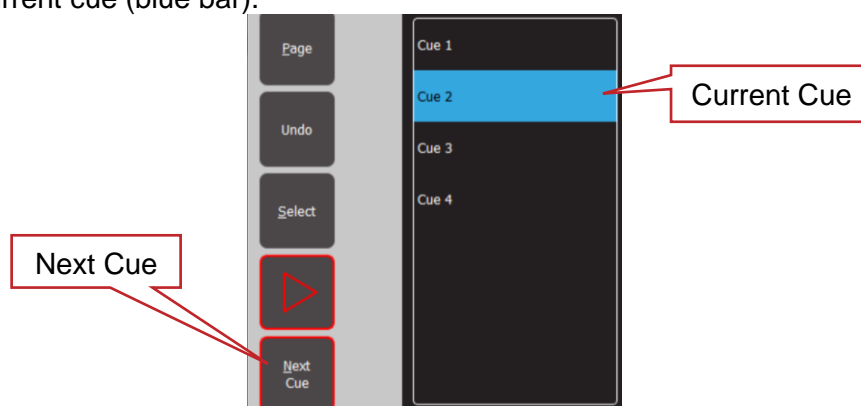 current cue (blue bar).
Page
Undo
Select
Next
Cue
Cue 1
Cue 2
Cue 3
Cue 4
Current Cue
Next Cue